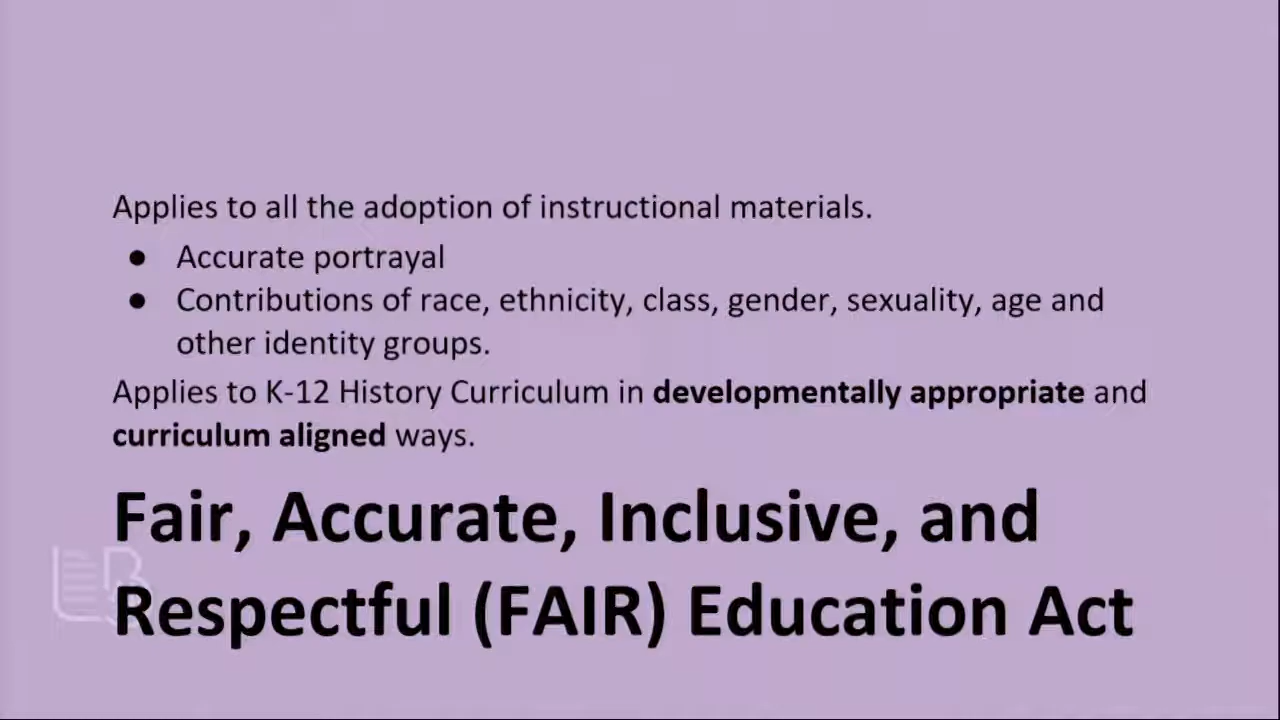 Applies to all the adoption of instructional materials.
● Accurate portrayal
● Contributions of race, ethnicity, class, gender, sexuality, age and
other identity groups.
Applies to K-12 History Curriculum in developmentally appropriate and
curriculum aligned ways.
Fair, Accurate, Inclusive, and
Respectful (FAIR) Education Act